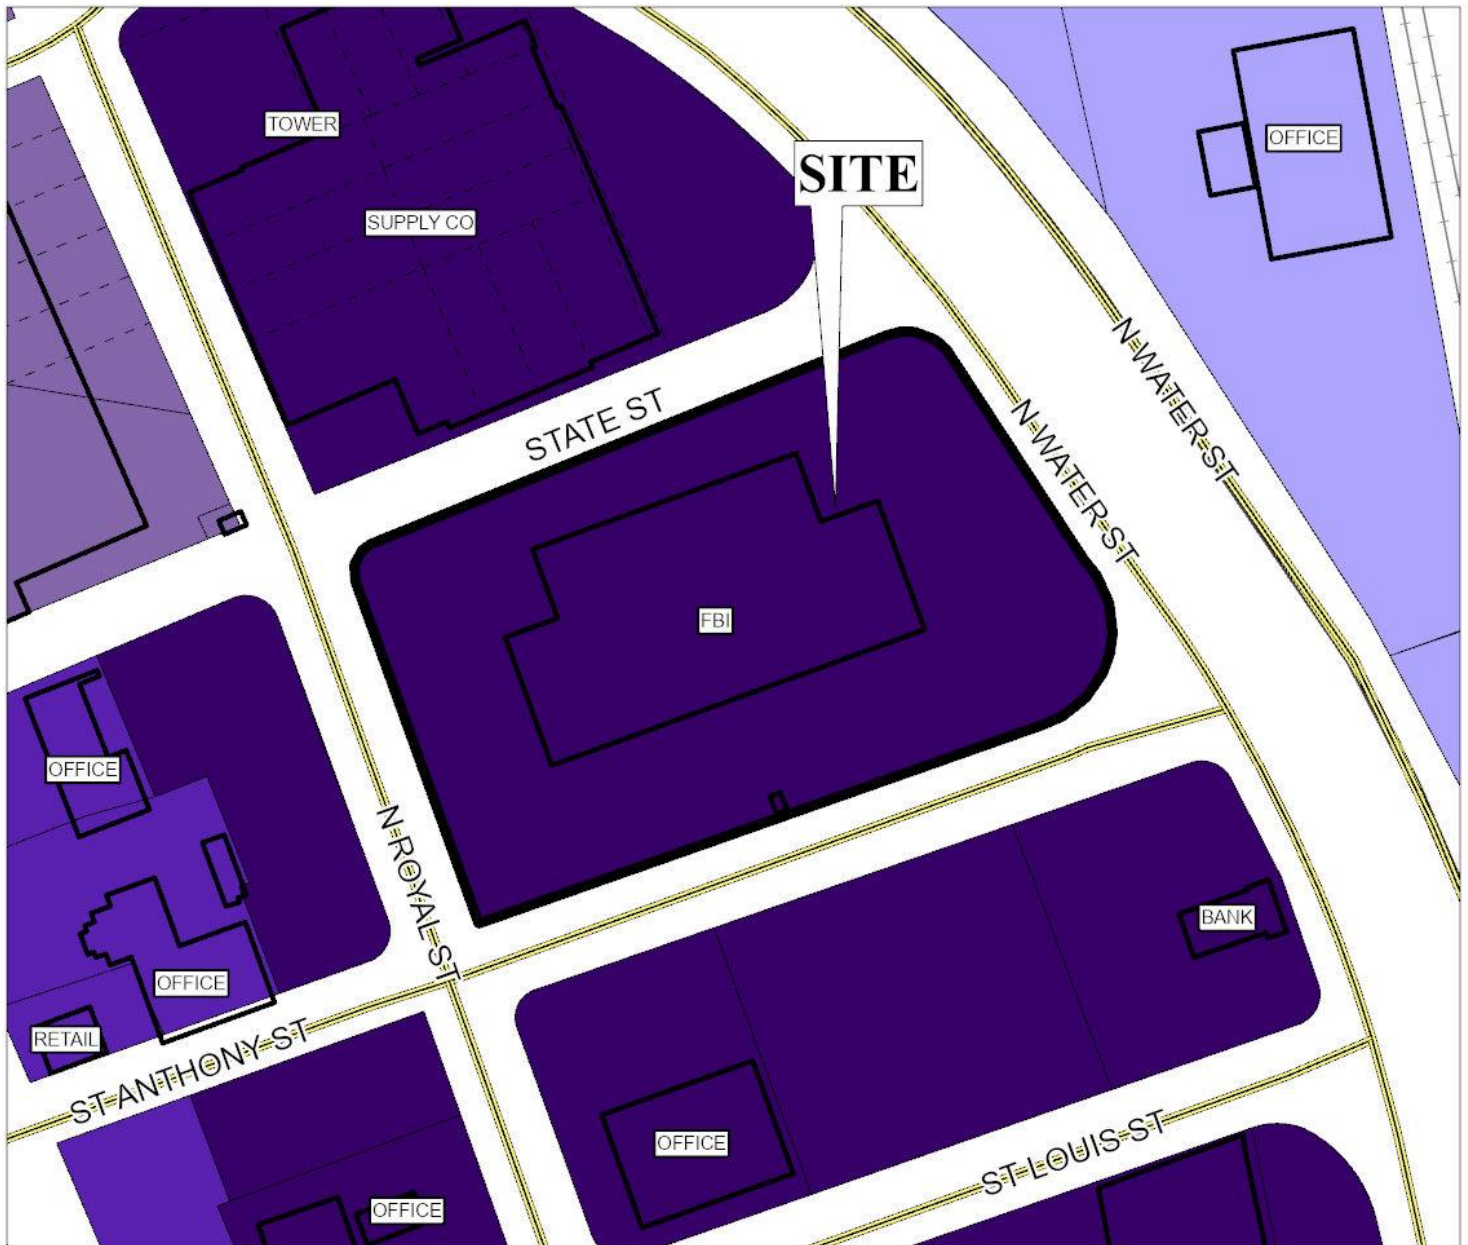 TOWER
OFFICE
SITE
SUPPLY CO
N WATER ST
STATE ST
N WATER ST
FBI
OFFICE
N ROYAL ST
BANK
OFFICE
RETAIL
ST ANTHONY ST
OFFICE
ST LOUIS ST
OFFICE